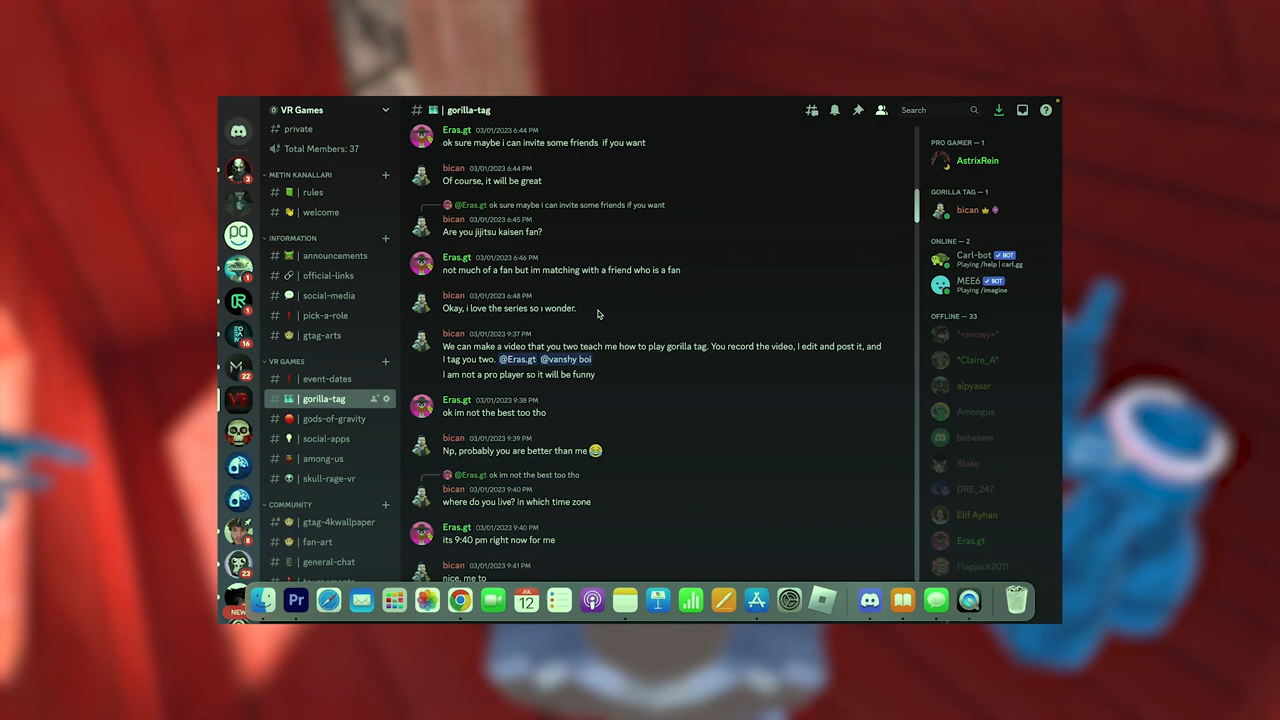 VR Games
private
Total Members: 37
METIN KANALLARI
| rules
| welcome
INFORMATION
| announcements
| official-links
| social-media
| pick-a-role
| gtag-arts
VR GAMES
| event-dates
| gorilla-tag
| gods-of-gravity
| social-apps
| among-us
| skull-rage-vr
COMMUNITY
| gtag-4kwallpaper
| fan-art
| general-chat
3
1
1
16
22
8
23
NEW
| gorilla-tag
Search
Eras.gt 03/01/2023 6:44 PM
ok sure maybe i can invite some friends if you want
bican 03/01/2023 6:44 PM
Of course, it will be great
@Eras.gt ok sure maybe i can invite some friends if you want
bican 03/01/2023 6:45 PM
Are you jijitsu kaisen fan?
Eras.gt 03/01/2023 6:46 PM
not much of a fan but im matching with a friend who is a fan
bican 03/01/2023 6:48 PM
Okay, i love the series so ı wonder.
bican 03/01/2023 9:37 PM
We can make a video that you two teach me how to play gorilla tag. You record the video, I edit and post it, and
I tag you two. @Eras.gt @vanshy boi
I am not a pro player so it will be funny
Eras.gt 03/01/2023 9:38 PM
ok im not the best too tho
bican 03/01/2023 9:39 PM
Np, probably you are better than me 😂
@Eras.gt ok im not the best too tho
bican 03/01/2023 9:40 PM
where do you live? in which time zone
Eras.gt 03/01/2023 9:40 PM
its 9:40 pm right now for me
bican 03/01/2023 9:41 PM
nice, me to
PRO GAMER — 1
AstrixRein
GORILLA TAG — 1
bican
ONLINE — 2
Carl-bot ✓ BOT
Playing /help | carl.gg
MEE6 ✓ BOT
Playing /imagine
OFFLINE — 33
*+snowy+*
*Claire_A*
alpyasar
Amongus
bebelove
Blake
DRE_247
Elif Ayhan
Eras.gt
Flapjack2011
Pr
JUL
12